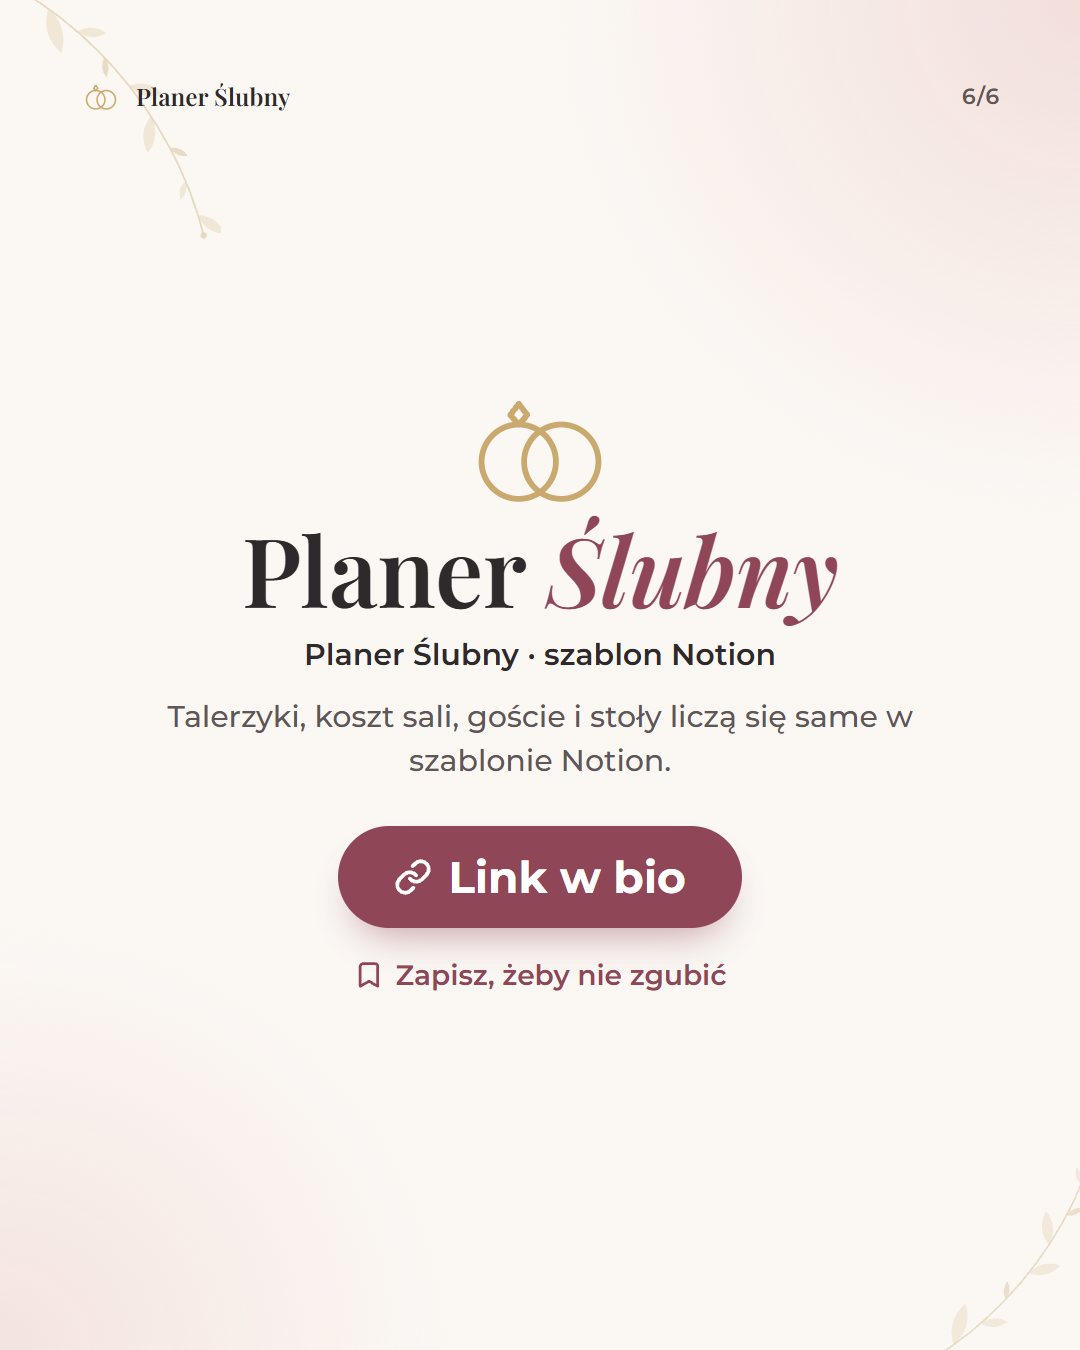 Planer Ślubny
6/6
Planer Ślubny
Planer Ślubny · szablon Notion
Talerzyki, koszt sali, goście i stoły liczą się same w
szablonie Notion.
Link w bio
Zapisz, żeby nie zgubić